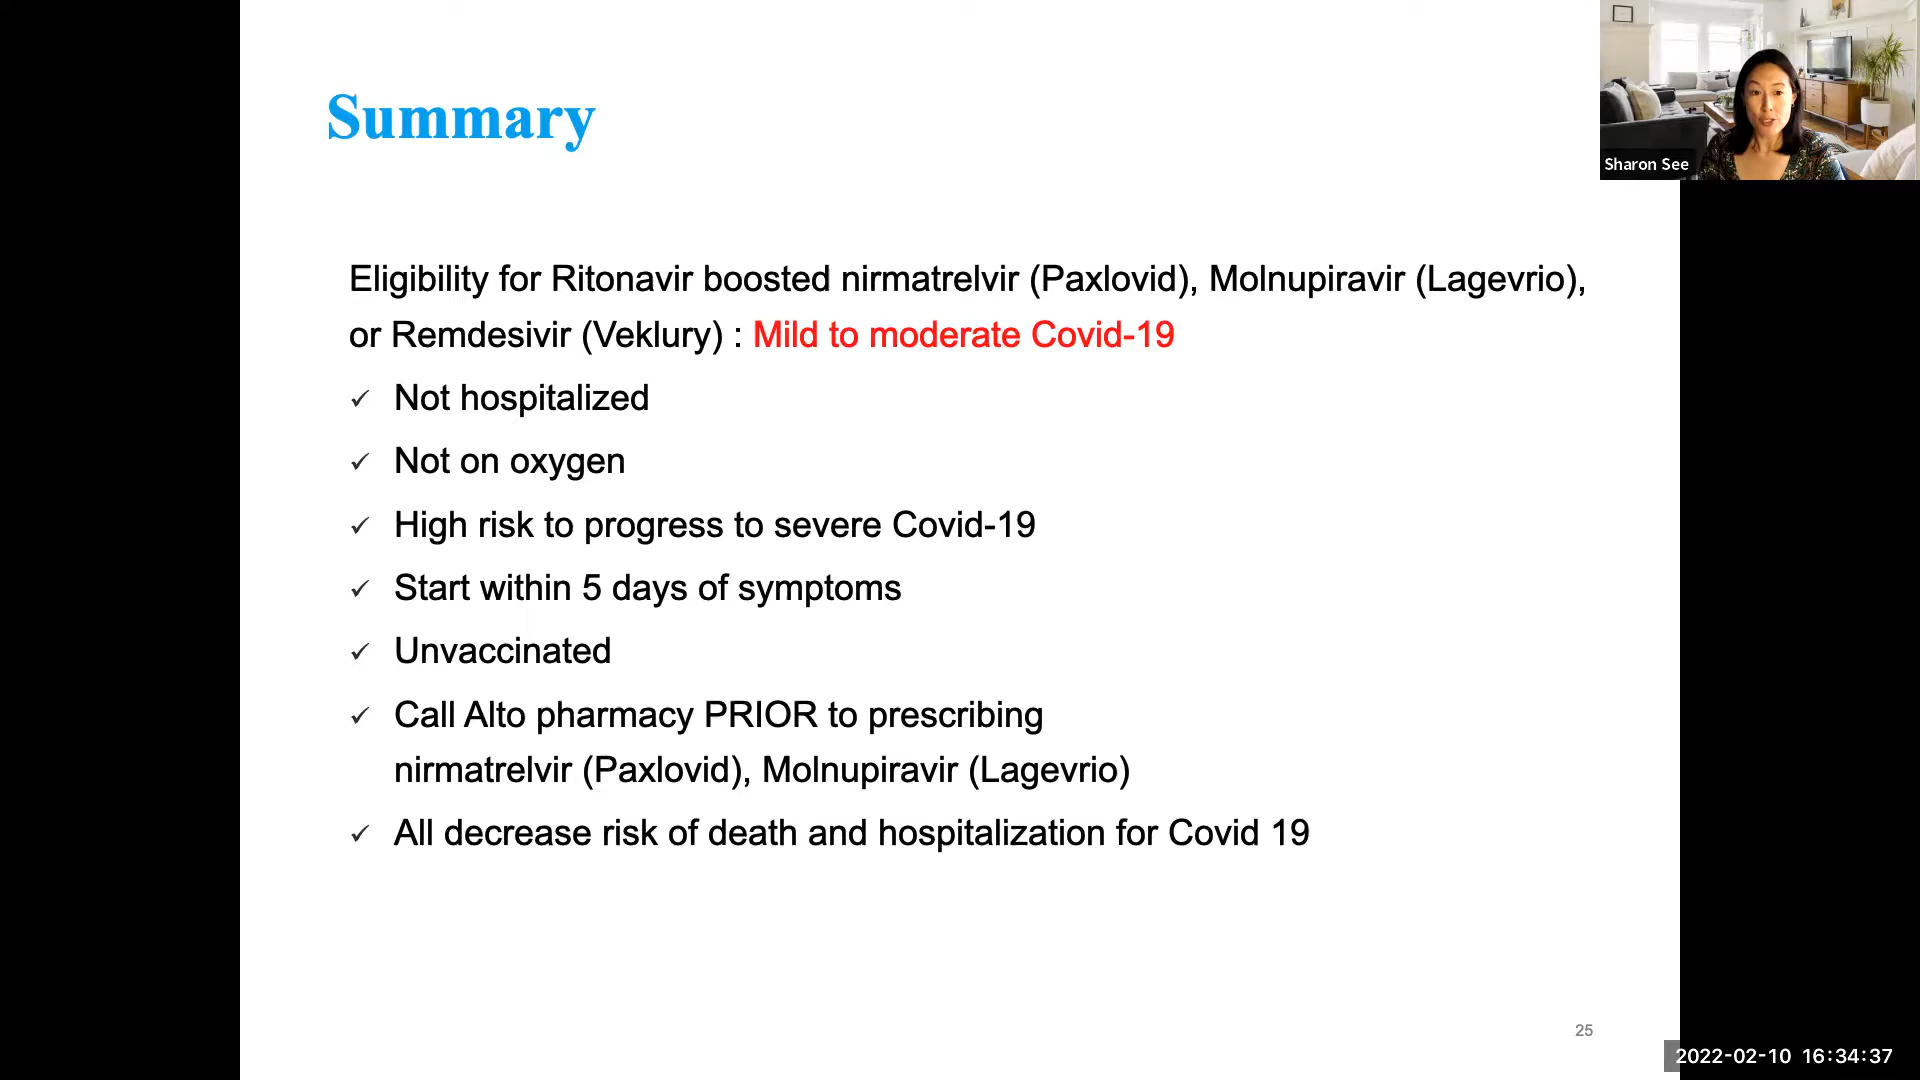 Summary
Sharon See
Eligibility for Ritonavir boosted nirmatrelvir (Paxlovid), Molnupiravir (Lagevrio),
or Remdesivir (Veklury) : Mild to moderate Covid-19
✓ Not hospitalized
✓ Not on oxygen
✓ High risk to progress to severe Covid-19
✓ Start within 5 days of symptoms
✓ Unvaccinated
✓ Call Alto pharmacy PRIOR to prescribing
nirmatrelvir (Paxlovid), Molnupiravir (Lagevrio)
✓ All decrease risk of death and hospitalization for Covid 19
25
2022-02-10 16:34:37